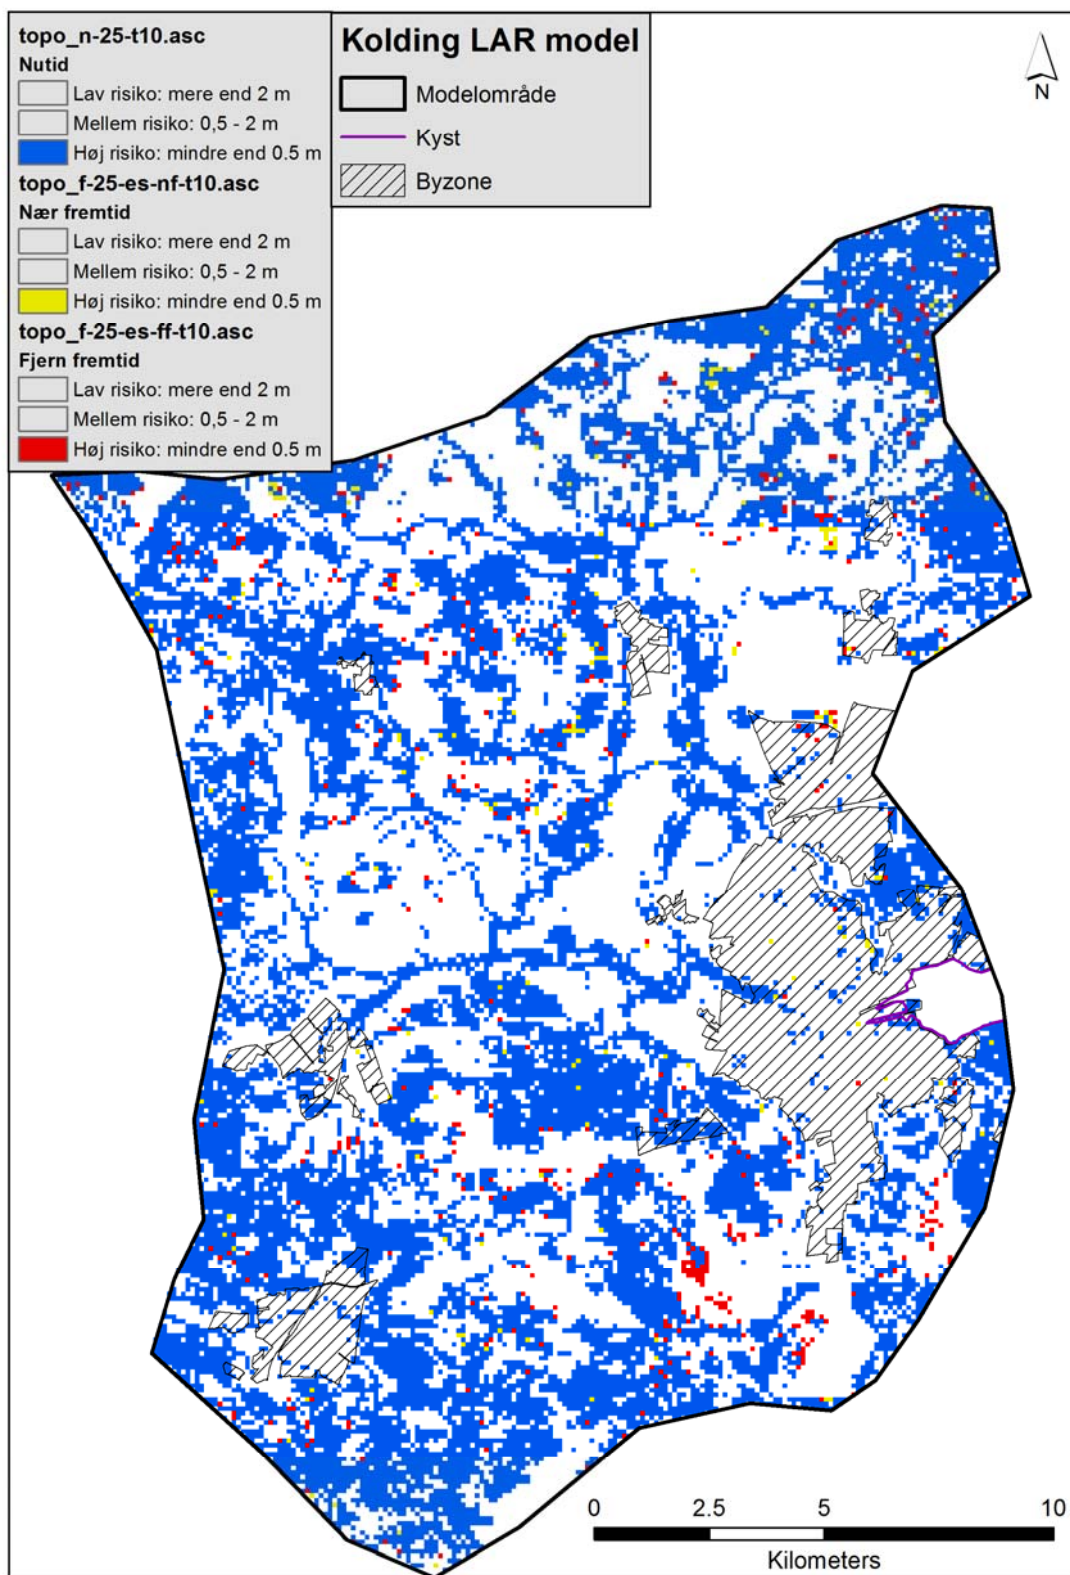 topo_n-25-t10.asc
Nutid
Lav risiko: mere end 2 m
Mellem risiko: 0,5 - 2 m
Høj risiko: mindre end 0.5 m
topo_f-25-es-nf-t10.asc
Nær fremtid
Lav risiko: mere end 2 m
Mellem risiko: 0,5 - 2 m
Høj risiko: mindre end 0.5 m
topo_f-25-es-ff-t10.asc
Fjern fremtid
Lav risiko: mere end 2 m
Mellem risiko: 0,5 - 2 m
Høj risiko: mindre end 0.5 m
Kolding LAR model
Modelområde
Kyst
Byzone
N
0 2.5 5 10
Kilometers